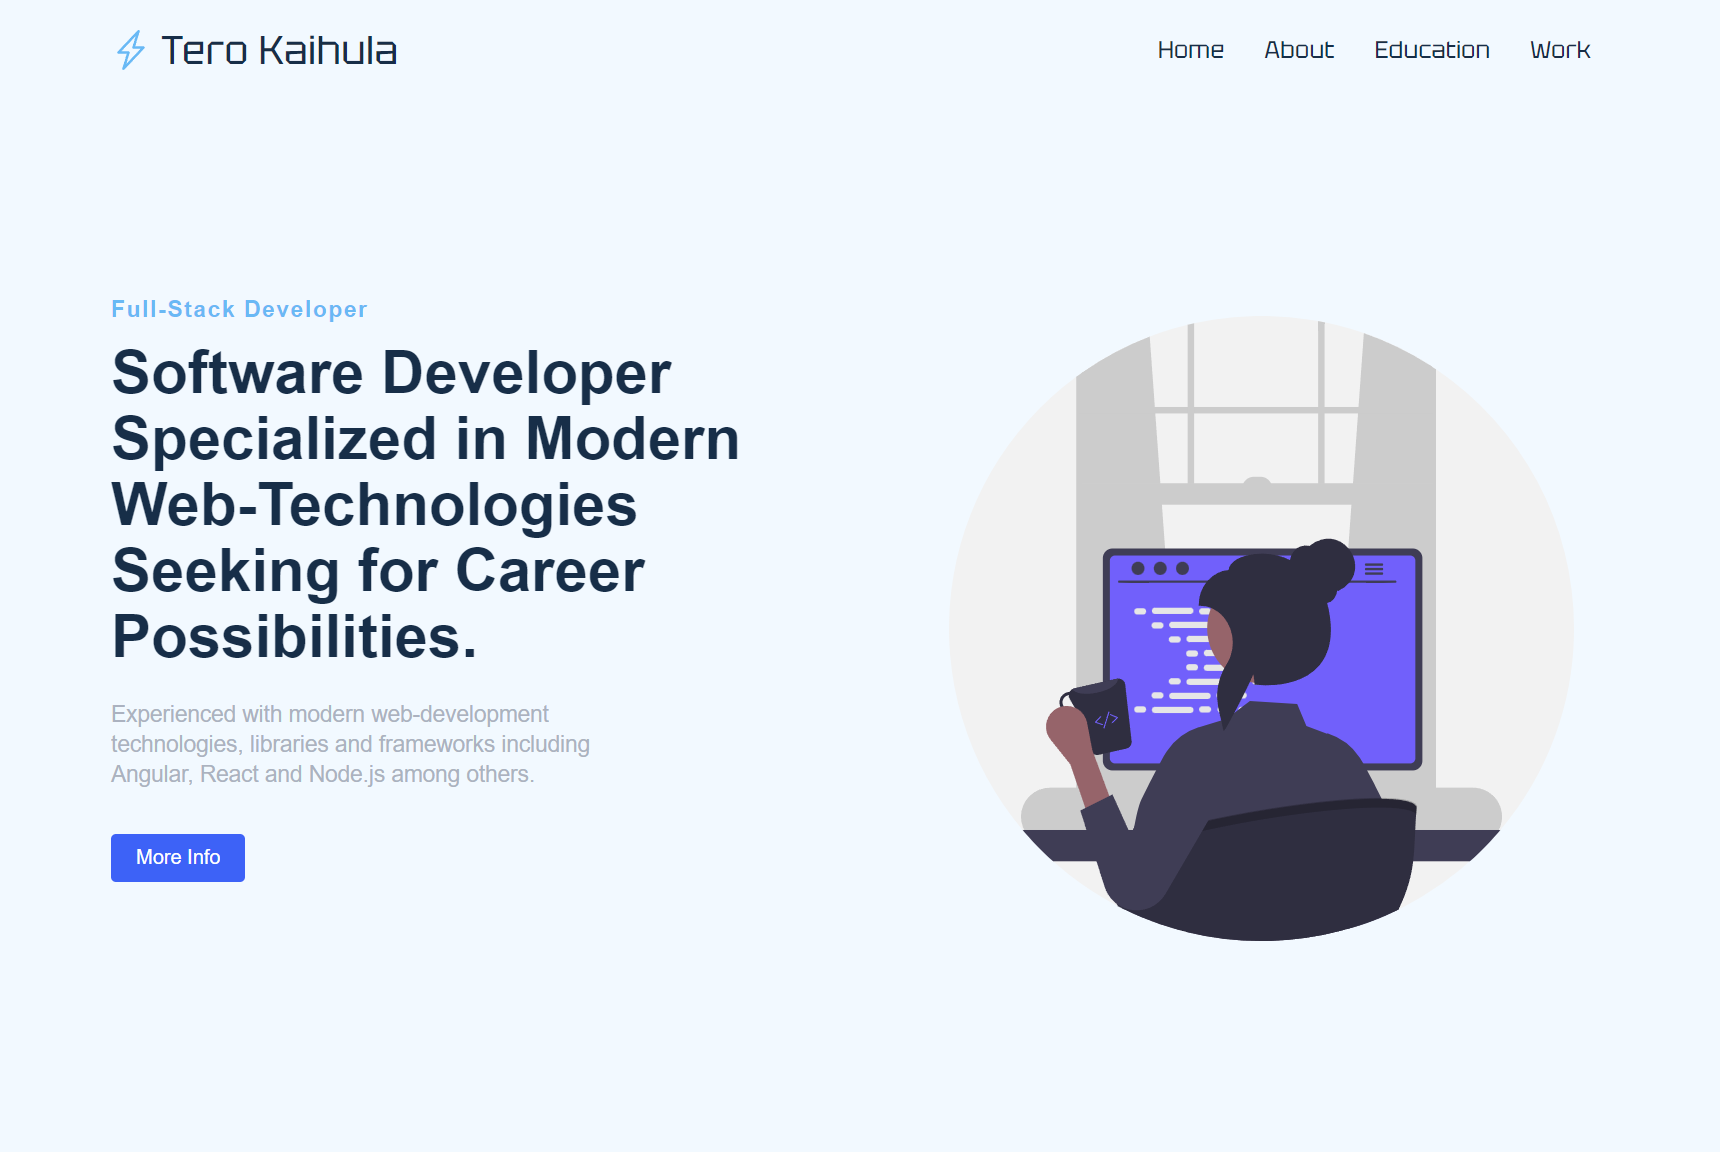 Tero Kaihula
Home About Education Work
Full-Stack Developer
Software Developer
Specialized in Modern
Web-Technologies
Seeking for Career
Possibilities.
Experienced with modern web-development
technologies, libraries and frameworks including
Angular, React and Node.js among others.
More Info
</>